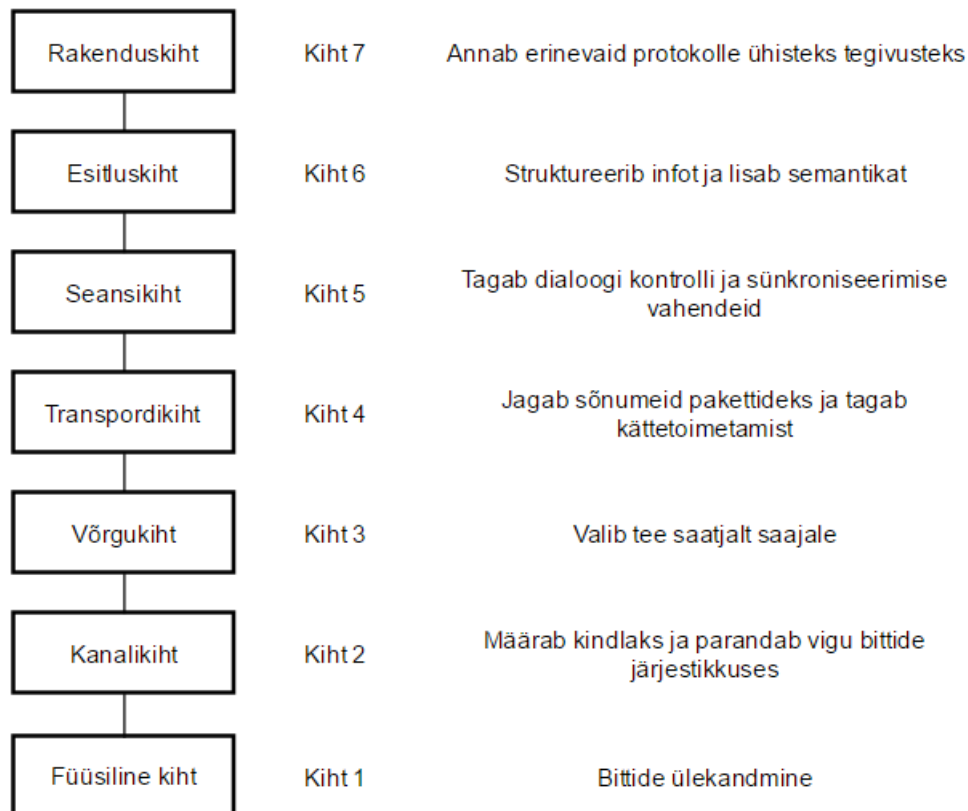 Rakenduskiht Kiht 7 Annab erinevaid protokolle ühisteks tegivusteks
Esitluskiht Kiht 6 Struktureerib infot ja lisab semantikat
Seansikiht Kiht 5 Tagab dialoogi kontrolli ja sünkroniseerimise
vahendeid
Transpordikiht Kiht 4 Jagab sõnumeid pakettideks ja tagab
kättetoimetamist
Võrgukiht Kiht 3 Valib tee saatjalt saajale
Kanalikiht Kiht 2 Määrab kindlaks ja parandab vigu bittide
järjestikkuses
Füüsiline kiht Kiht 1 Bittide ülekandmine